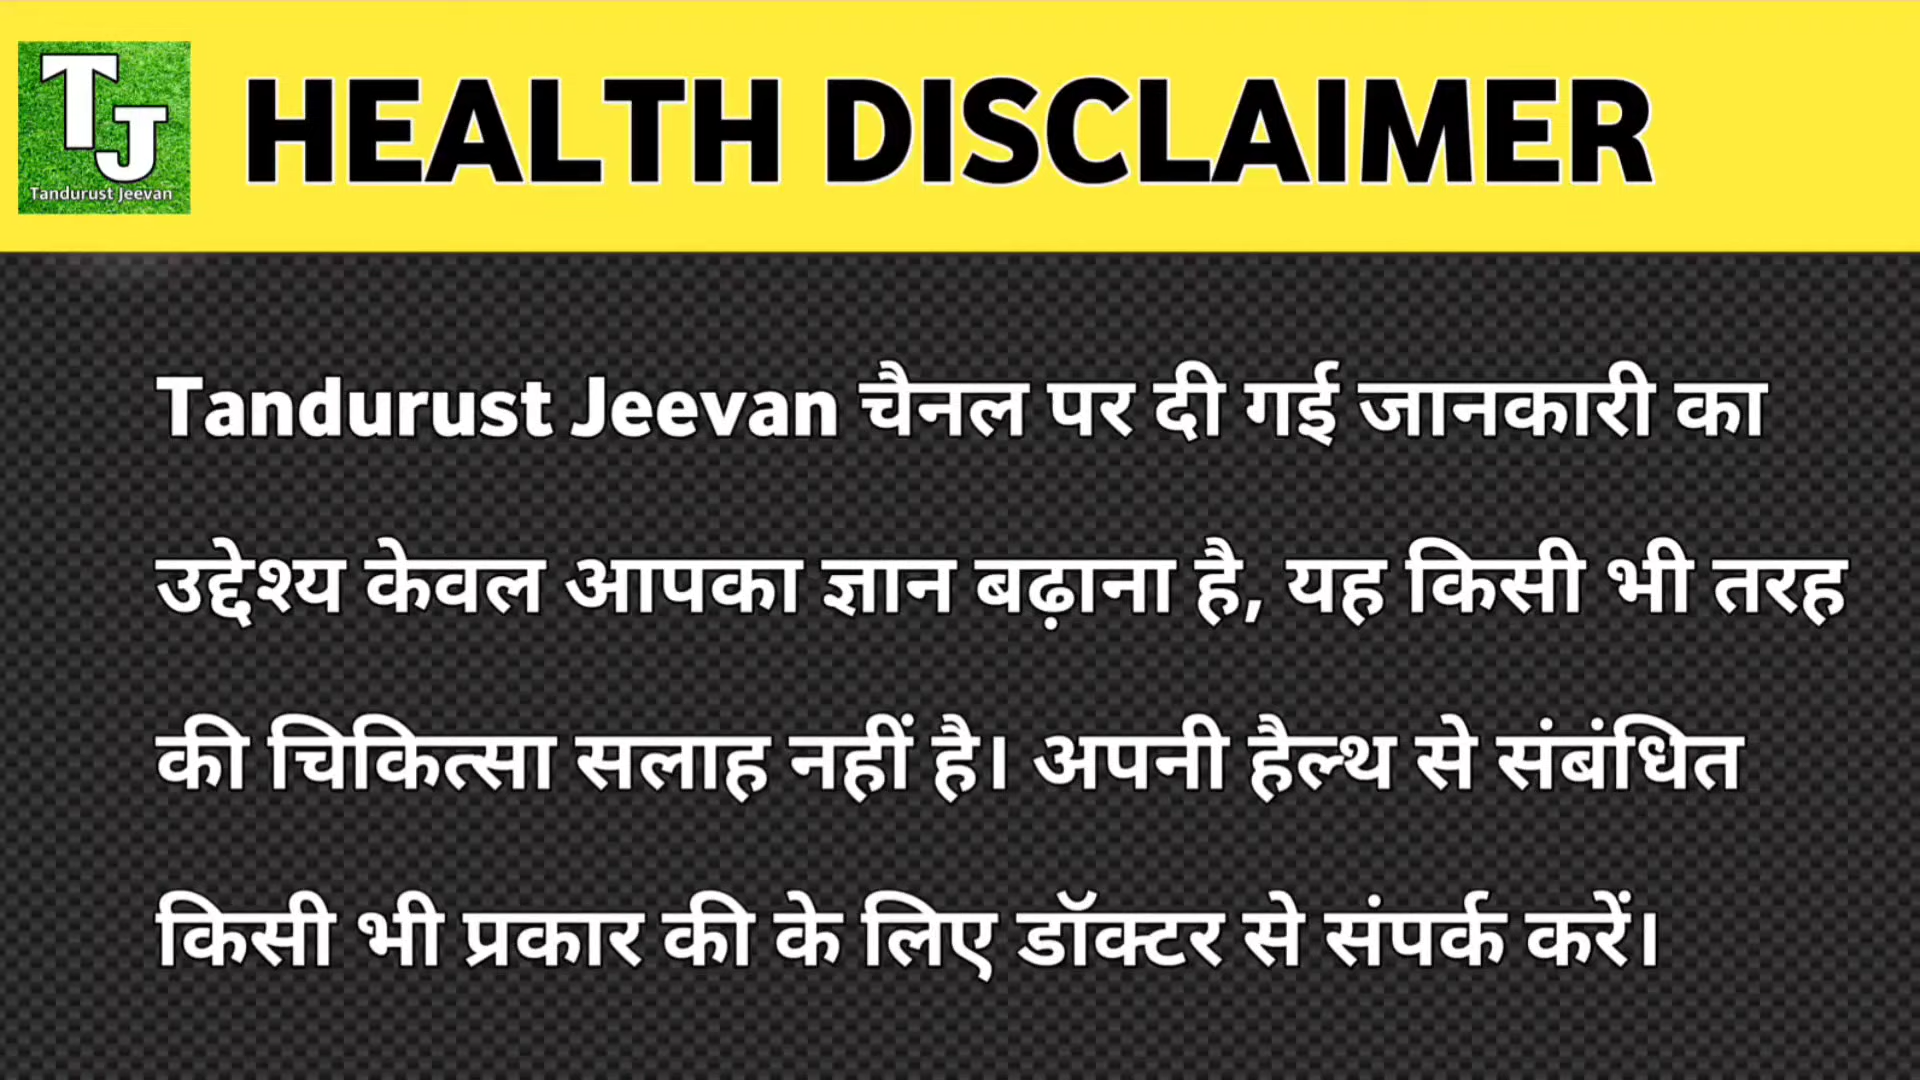 TJ
Tandurust Jeevan
HEALTH DISCLAIMER
Tandurust Jeevan चैनल पर दी गई जानकारी का
उद्देश्य केवल आपका ज्ञान बढ़ाना है, यह किसी भी तरह
की चिकित्सा सलाह नहीं है। अपनी हैल्थ से संबंधित
किसी भी प्रकार की के लिए डॉक्टर से संपर्क करें।